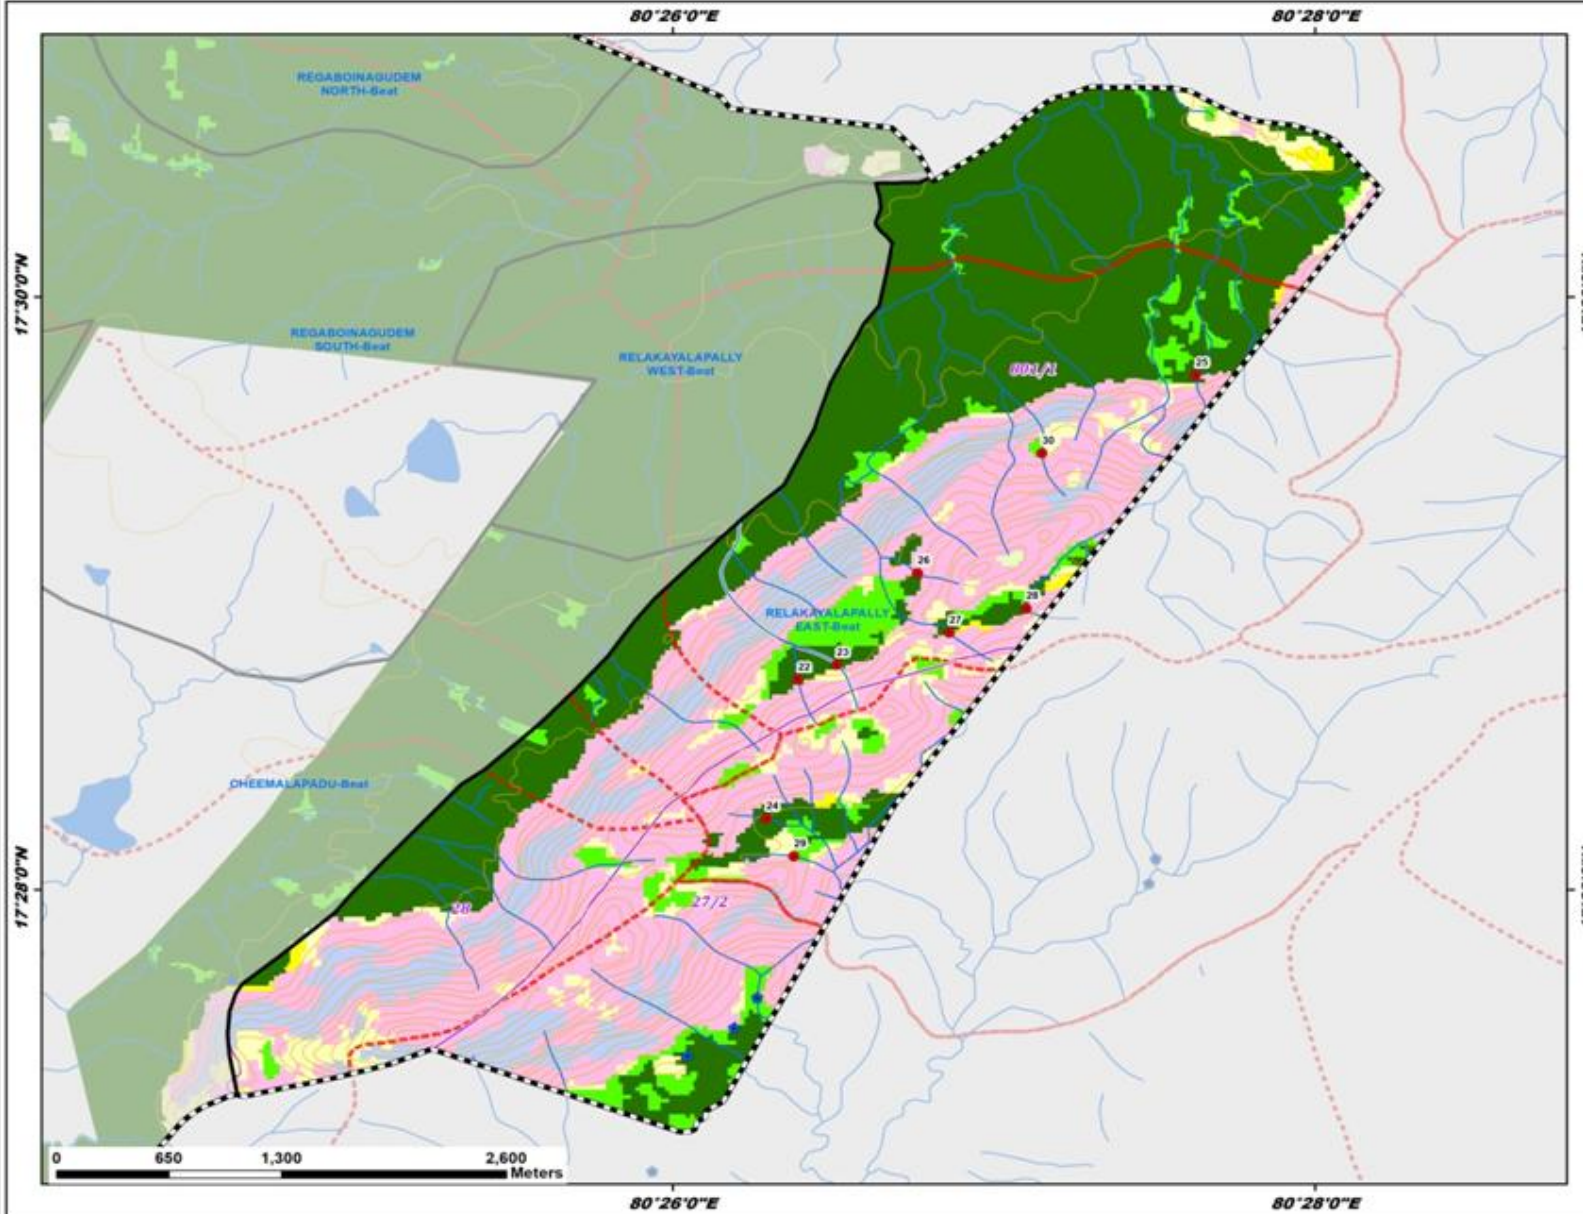 80°26'0"E
80°28'0"E
REGABOINAGUDEM
NORTH-Beat
17°30'0"N
REGABOINAGUDEM
SOUTH-Beat
RELAKAYALAPALLY
WEST-Beat
25
30
26
28
RELAKAYALAPALLY
EAST-Beat
27
23
22
CHEEMALAPADU-Beat
24
29
17°28'0"N
28
27/2
0
650
1,300
2,600
Meters
80°26'0"E
80°28'0"E